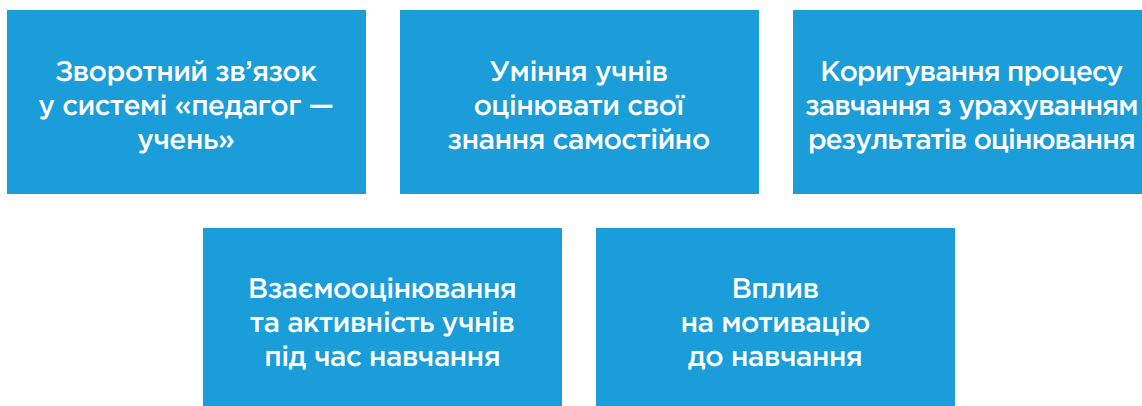 Зворотний зв’язок
у системі «педагог —
учень»
Уміння учнів
оцінювати свої
знання самостійно
Коригування процесу
завчання з урахуванням
результатів оцінювання
Взаємооцінювання
та активність учнів
під час навчання
Вплив
на мотивацію
до навчання